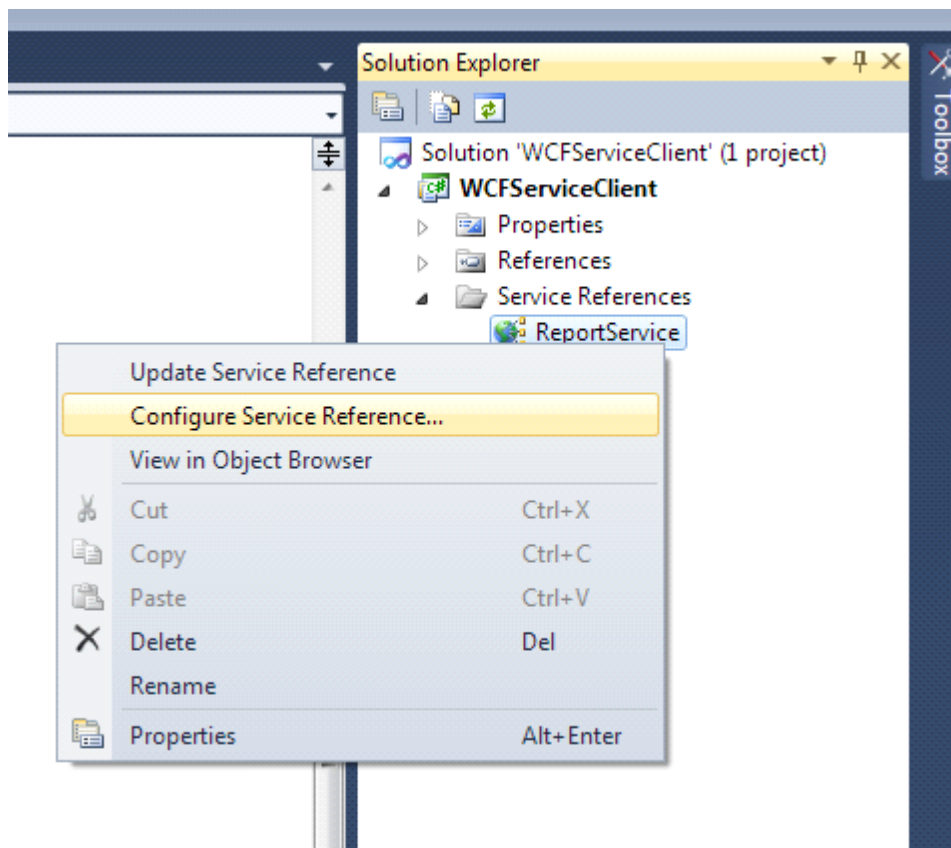 Solution Explorer
Toolbox
Solution 'WCFServiceClient' (1 project)
C#
WCFServiceClient
Properties
References
Service References
ReportService
Update Service Reference
Configure Service Reference...
View in Object Browser
Cut Ctrl+X
Copy Ctrl+C
Paste Ctrl+V
Delete Del
Rename
Properties Alt+Enter